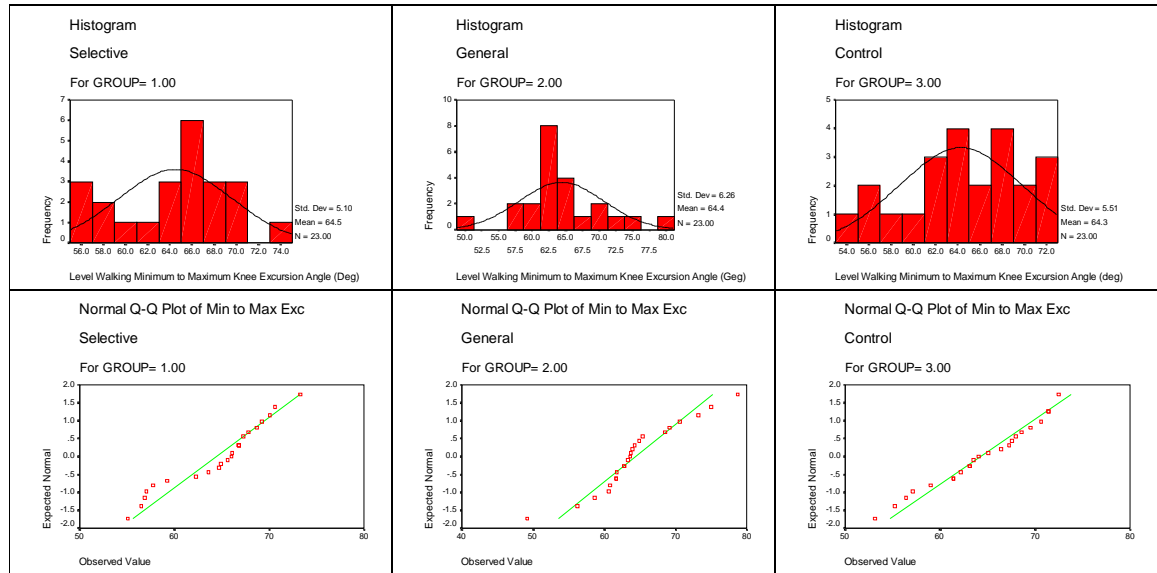 Histogram
Selective
For GROUP= 1.00
7
6
5
4
3
2
1
0
Frequency
56.0 58.0 60.0 62.0 64.0 66.0 68.0 70.0 72.0 74.0
Std. Dev = 5.10
Mean = 64.5
N = 23.00
Level Walking Minimum to Maximum Knee Excursion Angle (Deg)
Histogram
General
For GROUP= 2.00
10
8
6
4
2
0
Frequency
50.0 55.0 60.0 65.0 70.0 75.0 80.0
52.5 57.5 62.5 67.5 72.5 77.5
Std. Dev = 6.26
Mean = 64.4
N = 23.00
Level Walking Minimum to Maximum Knee Excursion Angle (Geg)
Histogram
Control
For GROUP= 3.00
5
4
3
2
1
0
Frequency
54.0 56.0 58.0 60.0 62.0 64.0 66.0 68.0 70.0 72.0
Std. Dev = 5.51
Mean = 64.3
N = 23.00
Level Walking Minimum to Maximum Knee Excursion Angle (deg)
Normal Q-Q Plot of Min to Max Exc
Selective
For GROUP= 1.00
2.0
1.5
1.0
.5
0.0
-.5
-1.0
-1.5
-2.0
Expected Normal
50 60 70 80
Observed Value
Normal Q-Q Plot of Min to Max Exc
General
For GROUP= 2.00
2.0
1.5
1.0
.5
0.0
-.5
-1.0
-1.5
-2.0
Expected Normal
40 50 60 70 80
Observed Value
Normal Q-Q Plot of Min to Max Exc
Control
For GROUP= 3.00
2.0
1.5
1.0
.5
0.0
-.5
-1.0
-1.5
-2.0
Expected Normal
50 60 70 80
Observed Value